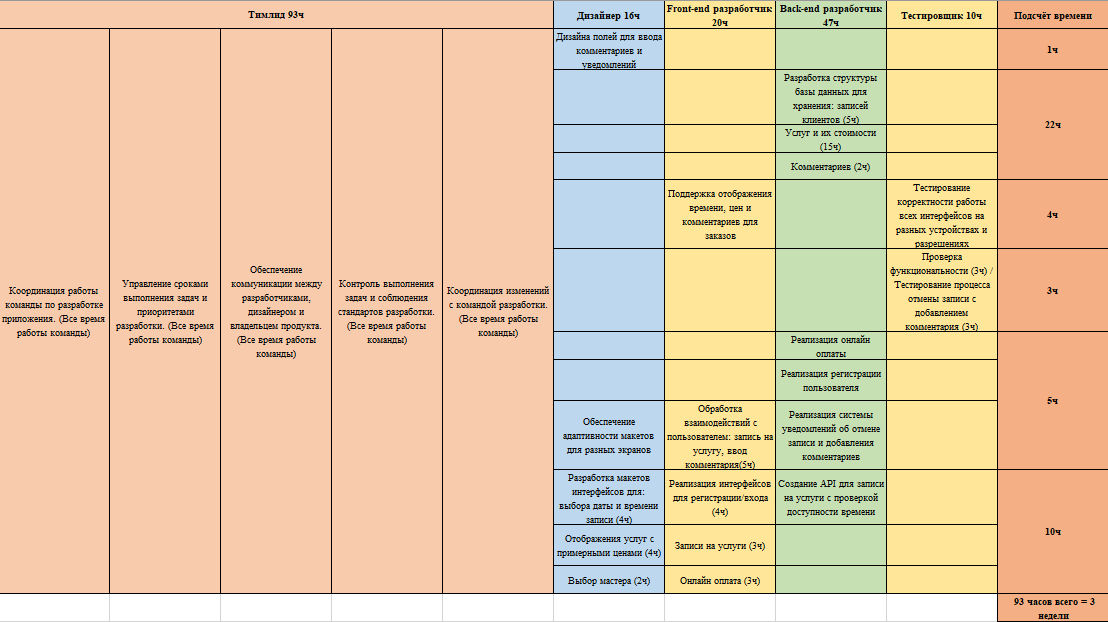 Тимлид 93ч
Дизайнер 16ч
Front-end разработчик
20ч
Back-end разработчик
47ч
Тестировщик 10ч
Подсчёт времени
Координация работы
команды по разработке
приложения. (Все время
работы команды)
Управление сроками
выполнения задач и
приоритетами
разработки. (Все время
работы команды)
Обеспечение
коммуникации между
разработчиками,
дизайнером и
владельцем продукта.
(Все время работы
команды)
Контроль выполнения
задач и соблюдения
стандартов разработки.
(Все время работы
команды)
Координация изменений
с командой разработки.
(Все время работы
команды)
Дизайна полей для ввода
комментариев и
уведомлений
1ч
Разработка структуры
базы данных для
хранения: записей
клиентов (5ч)
Услуг и их стоимости
(15ч)
Комментариев (2ч)
22ч
Поддержка отображения
времени, цен и
комментариев для
заказов
Тестирование
корректности работы
всех интерфейсов на
разных устройствах и
разрешениях
4ч
Проверка
функциональности (3ч) /
Тестирование процесса
отмены записи с
добавлением
комментария (3ч)
3ч
Реализация онлайн
оплаты
Реализация регистрации
пользователя
Обеспечение
адаптивности макетов
для разных экранов
Обработка
взаимодействий с
пользователем: запись на
услугу, ввод
комментария(5ч)
Реализация системы
уведомлений об отмене
записи и добавления
комментариев
5ч
Разработка макетов
интерфейсов для:
выбора даты и времени
записи (4ч)
Реализация интерфейсов
для регистрации/входа
(4ч)
Создание API для записи
на услуги с проверкой
доступности времени
Отображения услуг с
примерными ценами (4ч)
Записи на услуги (3ч)
Выбор мастера (2ч)
Онлайн оплата (3ч)
10ч
93 часов всего = 3
недели